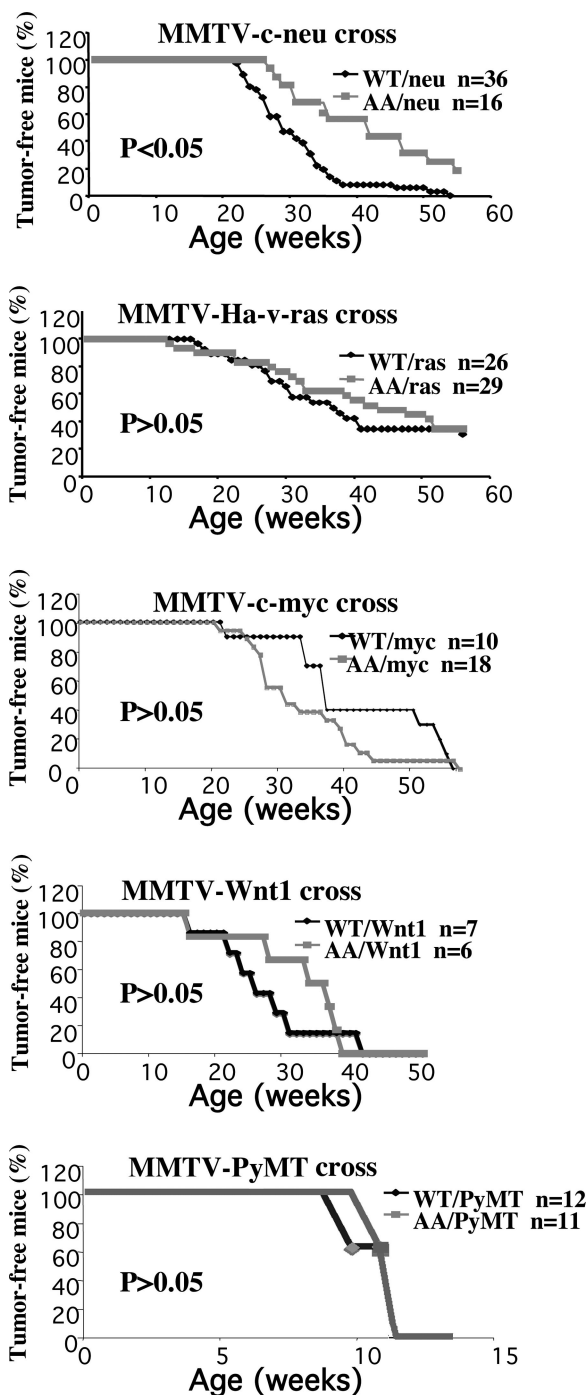 MMTV-c-neu cross
Tumor-free mice (%)
120
100
80
60
40
20
0
WT/neu n=36
AA/neu n=16
P<0.05
0 10 20 30 40 50 60
Age (weeks)
MMTV-Ha-v-ras cross
Tumor-free mice (%)
120
100
80
60
40
20
0
WT/ras n=26
AA/ras n=29
P>0.05
0 10 20 30 40 50 60
Age (weeks)
MMTV-c-myc cross
Tumor-free mice (%)
120
100
80
60
40
20
0
WT/myc n=10
AA/myc n=18
P>0.05
0 10 20 30 40 50
Age (weeks)
MMTV-Wnt1 cross
Tumor-free mice (%)
120
100
80
60
40
20
0
WT/Wnt1 n=7
AA/Wnt1 n=6
P>0.05
0 10 20 30 40 50
Age (weeks)
MMTV-PyMT cross
Tumor-free mice (%)
120
100
80
60
40
20
0
WT/PyMT n=12
AA/PyMT n=11
P>0.05
0 5 10 15
Age (weeks)